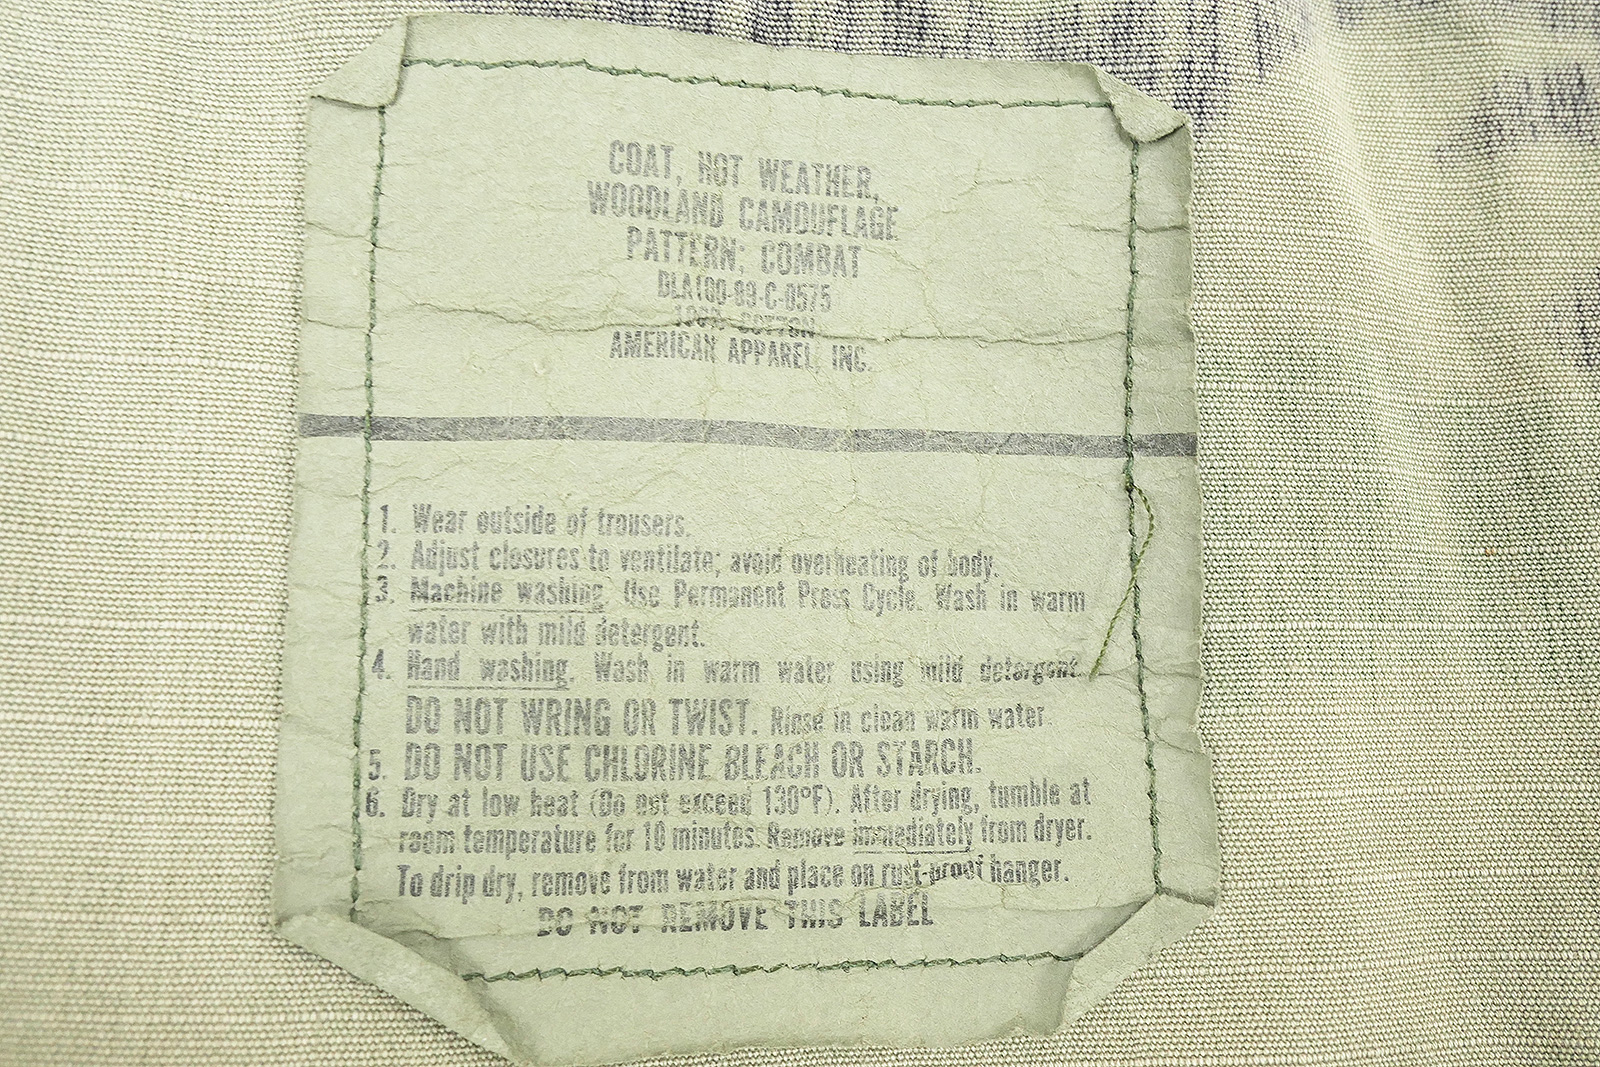 COAT, HOT WEATHER,
WOODLAND CAMOUFLAGE
PATTERN: COMBAT
DLA100-89-C-0575
100% COTTON
AMERICAN APPAREL, INC.
1. Wear outside of trousers.
2. Adjust closures to ventilate; avoid overheating of body.
3. Machine washing. Use Permanent Press Cycle. Wash in warm
water with mild detergent.
4. Hand washing. Wash in warm water using mild detergent.
DO NOT WRING OR TWIST. Rinse in clean warm water.
5. DO NOT USE CHLORINE BLEACH OR STARCH.
6. Dry at low heat (Do not exceed 130°F). After drying, tumble at
room temperature for 10 minutes. Remove immediately from dryer.
To drip dry, remove from water and place on rust-proof hanger.
DO NOT REMOVE THIS LABEL